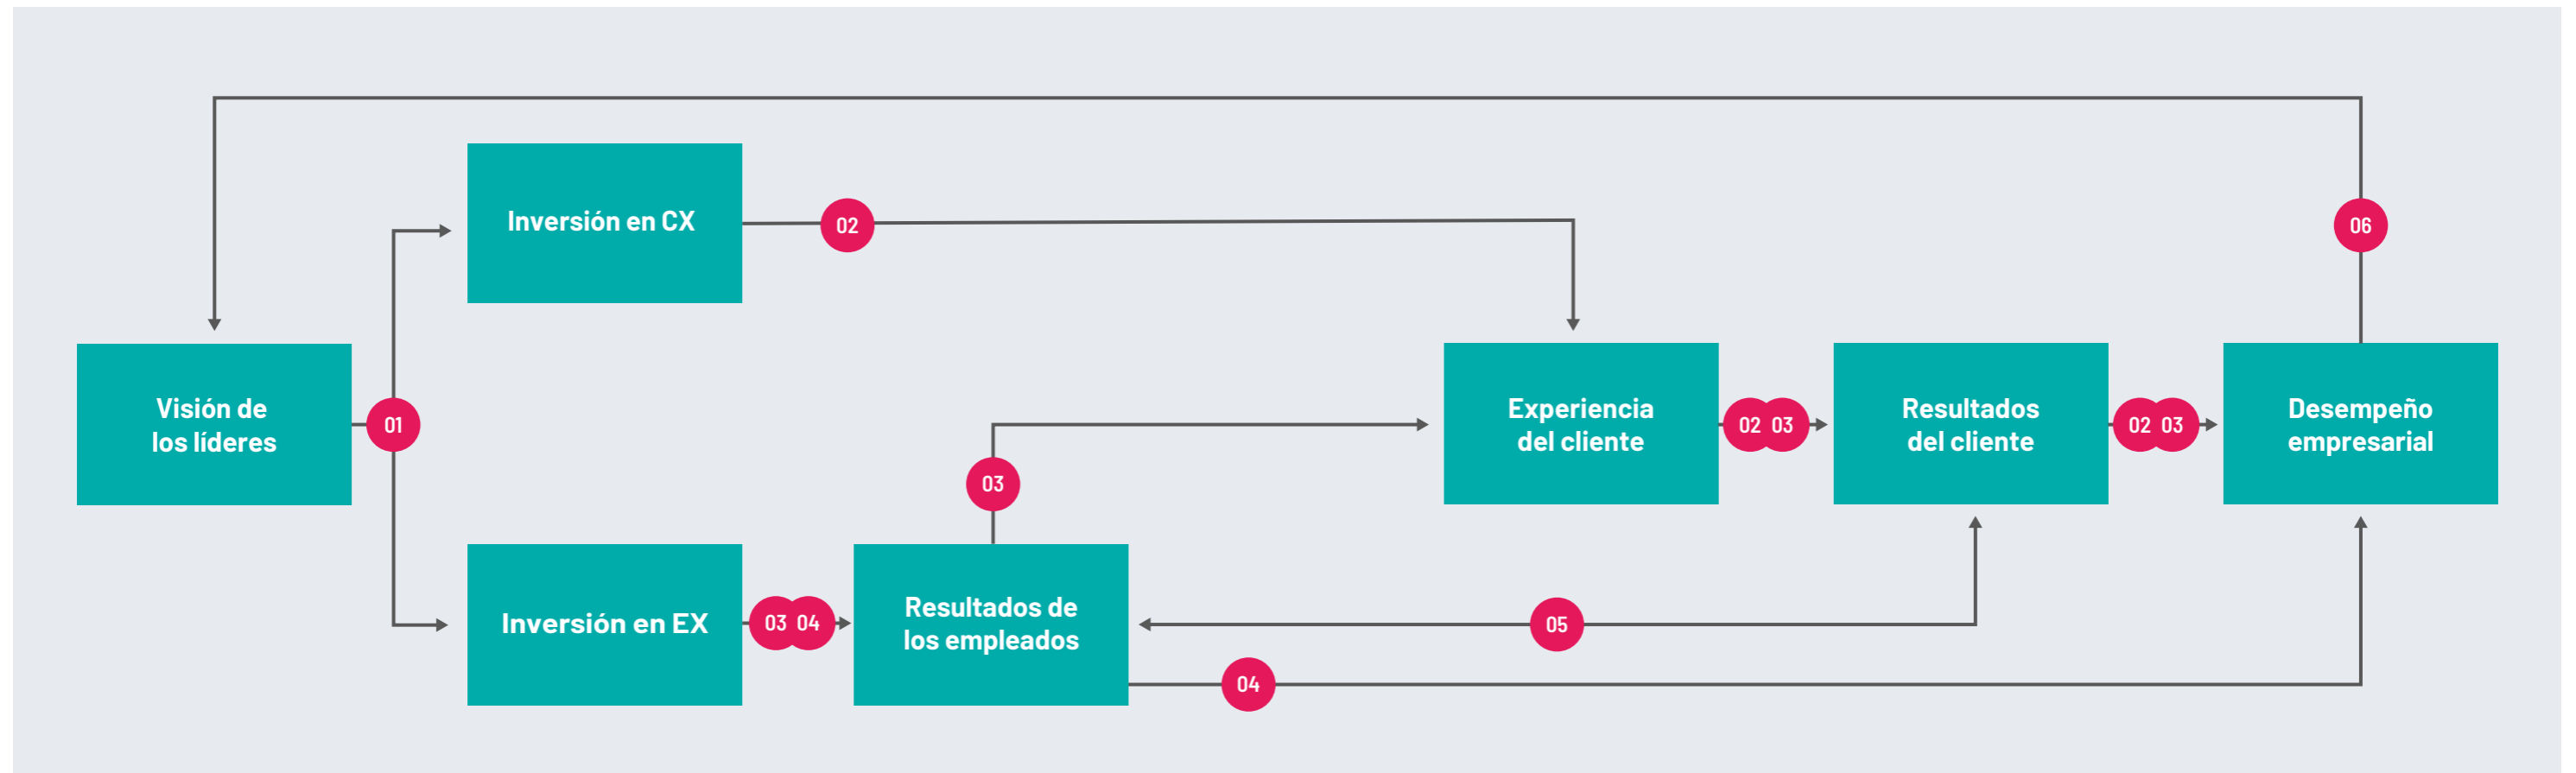 Inversión en CX
02
06
Visión de
los líderes
01
Experiencia
del cliente
02 03
Resultados
del cliente
02 03
Desempeño
empresarial
03
Inversión en EX
03 04
Resultados de
los empleados
05
04